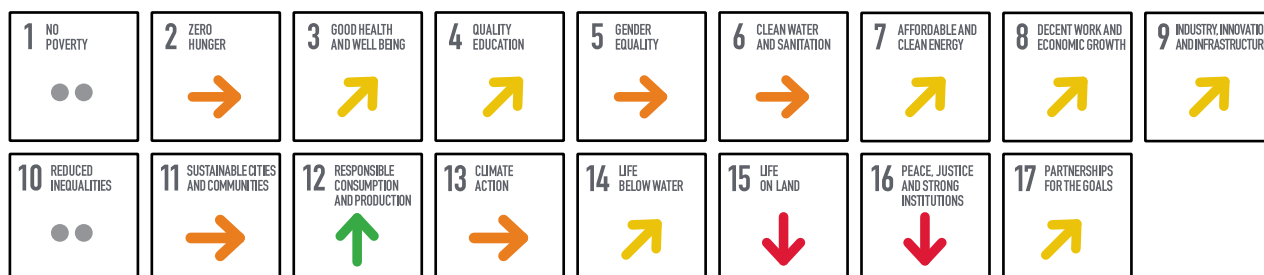 1 NO
POVERTY
2 ZERO
HUNGER
3 GOOD HEALTH
AND WELL BEING
4 QUALITY
EDUCATION
5 GENDER
EQUALITY
6 CLEAN WATER
AND SANITATION
7 AFFORDABLE AND
CLEAN ENERGY
8 DECENT WORK AND
ECONOMIC GROWTH
9 INDUSTRY, INNOVATIO
AND INFRASTRUCTUR
10 REDUCED
INEQUALITIES
11 SUSTAINABLE CITIES
AND COMMUNITIES
12 RESPONSIBLE
CONSUMPTION
AND PRODUCTION
13 CLIMATE
ACTION
14 LIFE
BELOW WATER
15 LIFE
ON LAND
16 PEACE, JUSTICE
AND STRONG
INSTITUTIONS
17 PARTNERSHIPS
FOR THE GOALS